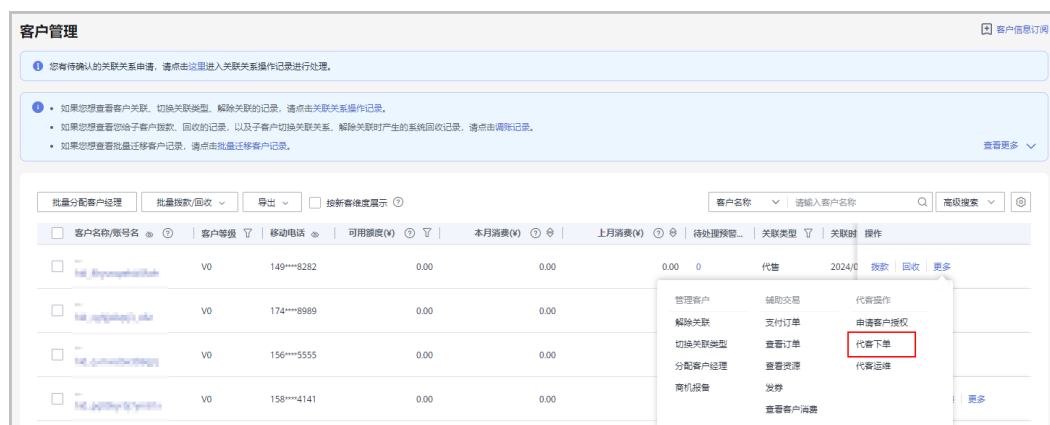 客户管理
客户信息订阅
您有待确认的关联关系申请，请点击这里进入关联关系操作记录进行处理。
• 如果您想查看客户关联、切换关联类型、解除关联的记录，请点击关联关系操作记录。
• 如果您想查看您给子客户拨款、回收的记录，以及子客户切换关联关系、解除关联时产生的系统回收记录，请点击调账记录。
• 如果您想查看批量迁移客户记录，请点击批量迁移客户记录。
查看更多
批量分配客户经理 批量拨款/回收 导出 按新客维度展示 客户名称 请输入客户名称 高级搜索
客户名称/账号名 客户等级 移动电话 可用额度(¥) 本月消费(¥) 上月消费(¥) 待处理预警... 关联类型 关联时 操作
V0 149****8282 0.00 0.00 0.00 0 代售 2024/0 拨款 回收 更多
V0 174****8989 0.00 0.00
V0 156****5555 0.00 0.00
V0 158****4141 0.00 0.00 更多
管理客户 辅助交易 代客操作
解除关联 支付订单 申请客户授权
切换关联类型 查看订单 代客下单
分配客户经理 查看资源 代客运维
商机报备 发券
查看客户消费